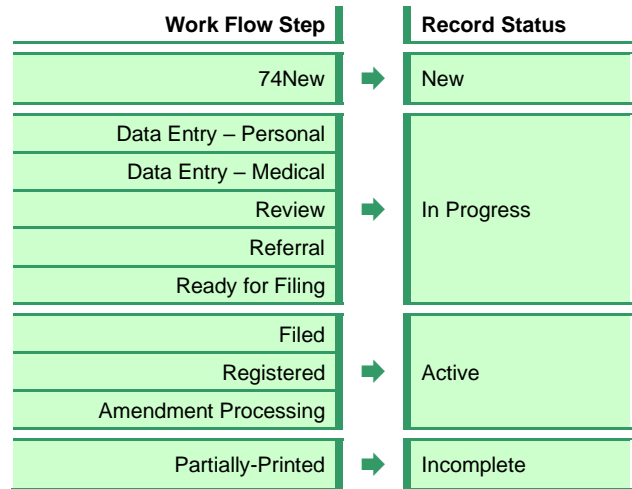 Work Flow Step Record Status
74New New
Data Entry – Personal
Data Entry – Medical
Review In Progress
Referral
Ready for Filing
Filed
Registered Active
Amendment Processing
Partially-Printed Incomplete